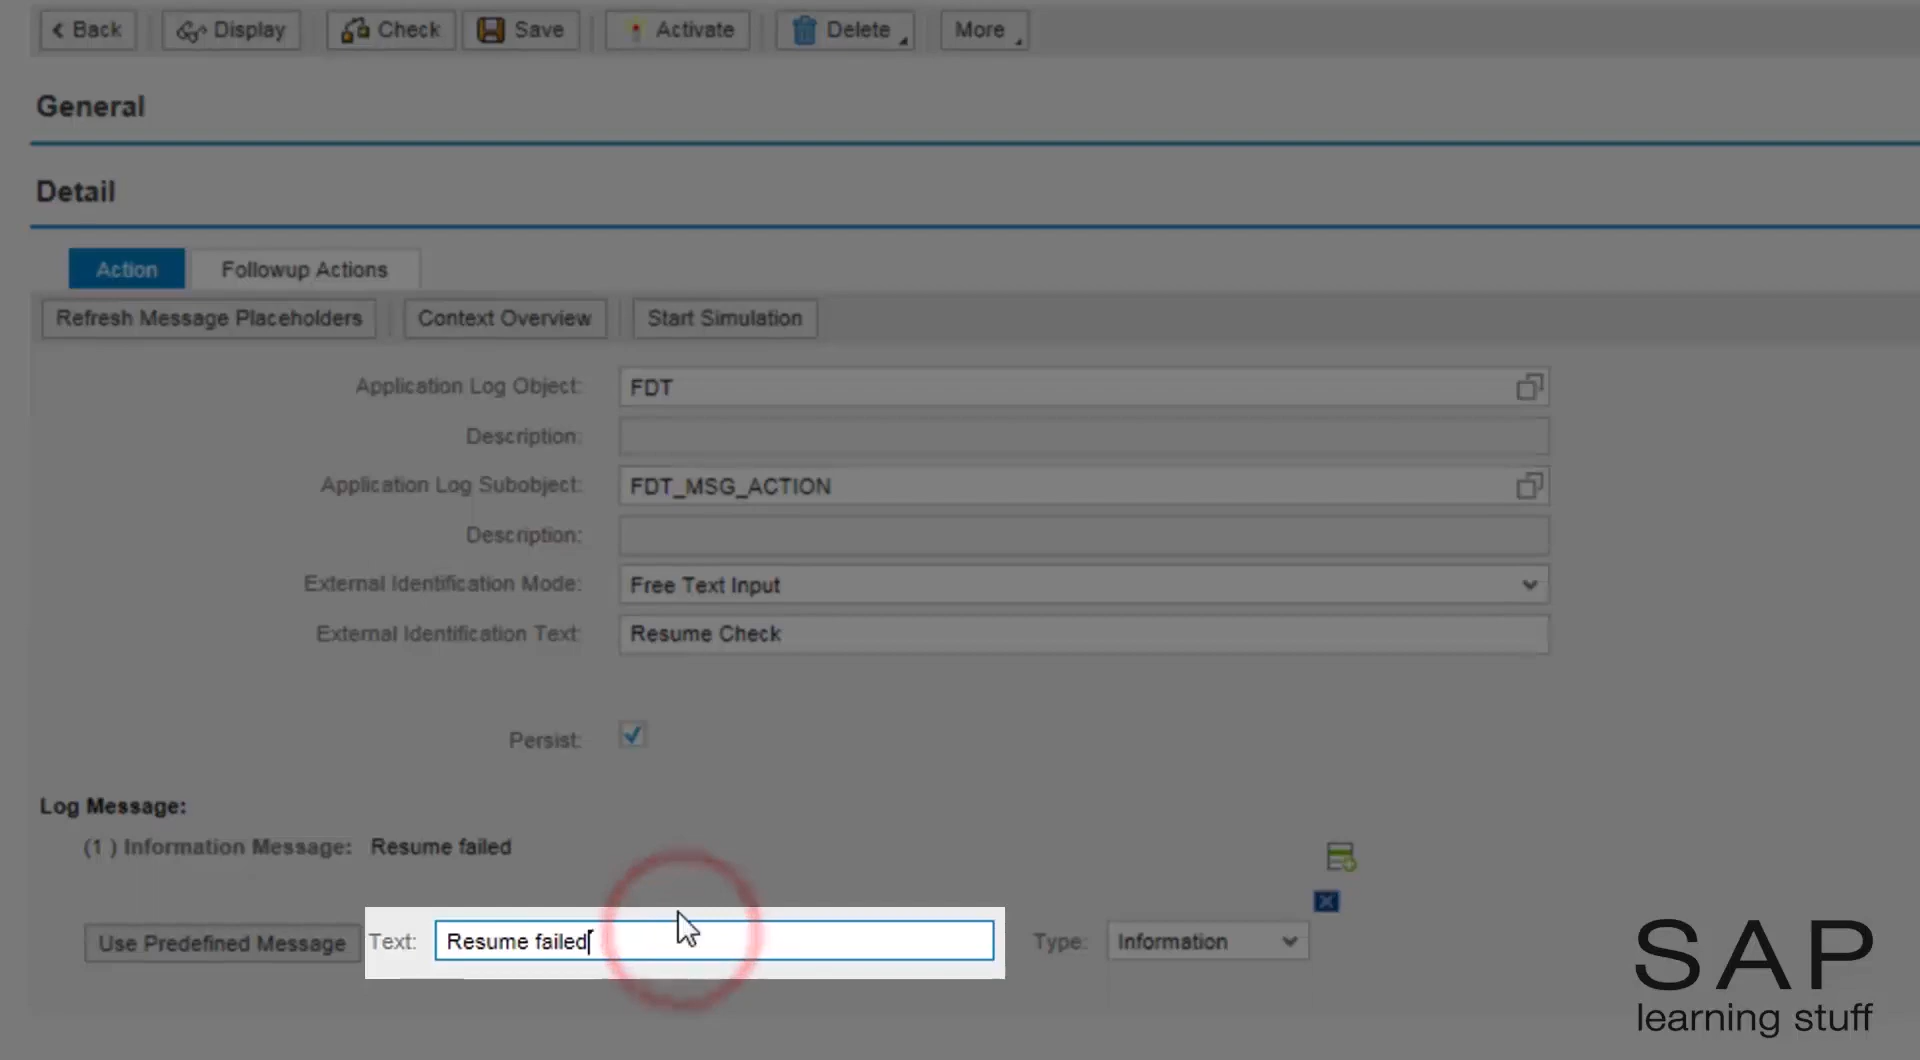 Back Display Check Save Activate Delete More
General
Detail
Action Followup Actions
Refresh Message Placeholders Context Overview Start Simulation
Application Log Object: FDT
Description:
Application Log Subobject: FDT_MSG_ACTION
Description:
External Identification Mode: Free Text Input
External Identification Text: Resume Check
Persist:
Log Message:
(1 ) Information Message: Resume failed
Use Predefined Message Text: Resume failed Type: Information
SAP
learning stuff